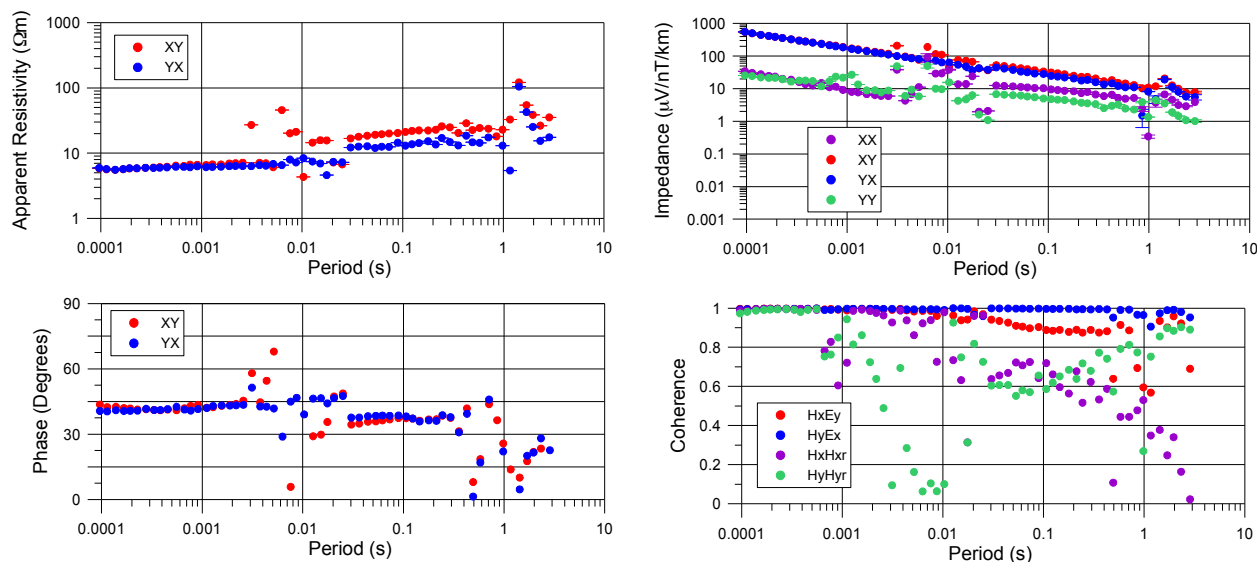 Apparent Resistivity (Ωm)
1000
100
10
1
XY
YX
0.0001 0.001 0.01 0.1 1 10
Period (s)
Impedance (μV/nT/km)
1000
100
10
1
0.1
0.01
0.001
XX
XY
YX
YY
0.0001 0.001 0.01 0.1 1 10
Period (s)
Phase (Degrees)
90
60
30
0
XY
YX
0.0001 0.001 0.01 0.1 1 10
Period (s)
Coherence
1
0.8
0.6
0.4
0.2
0
HxEy
HyEx
HxHxr
HyHyr
0.0001 0.001 0.01 0.1 1 10
Period (s)